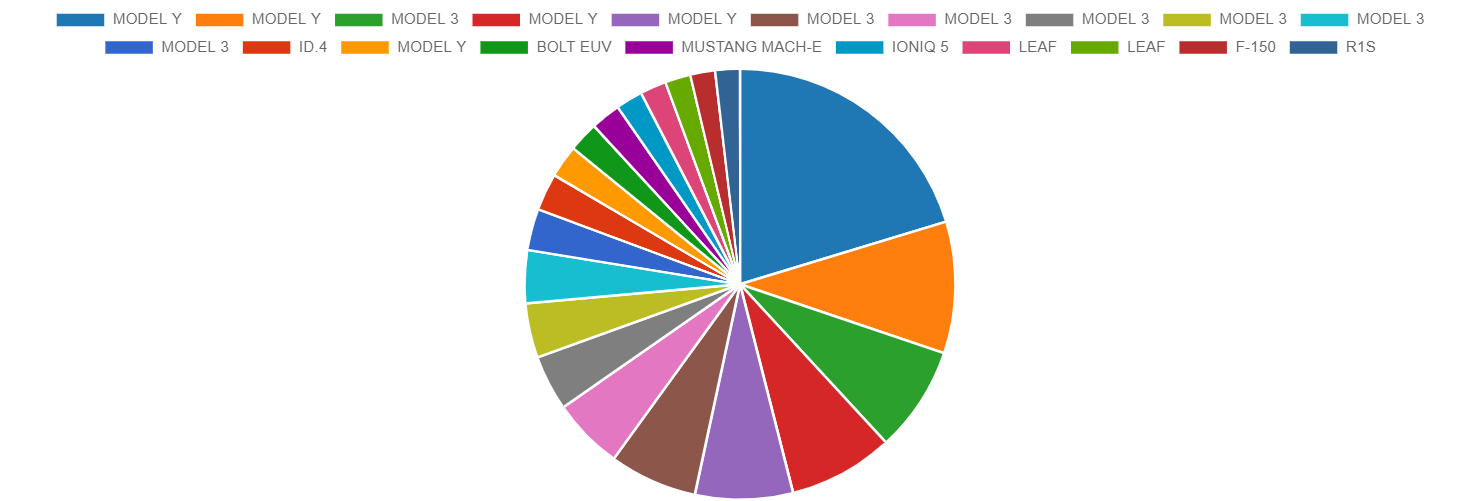 MODEL Y MODEL Y MODEL 3 MODEL Y MODEL Y MODEL 3 MODEL 3 MODEL 3 MODEL 3 MODEL 3
MODEL 3 ID.4 MODEL Y BOLT EUV MUSTANG MACH-E IONIQ 5 LEAF LEAF F-150 R1S